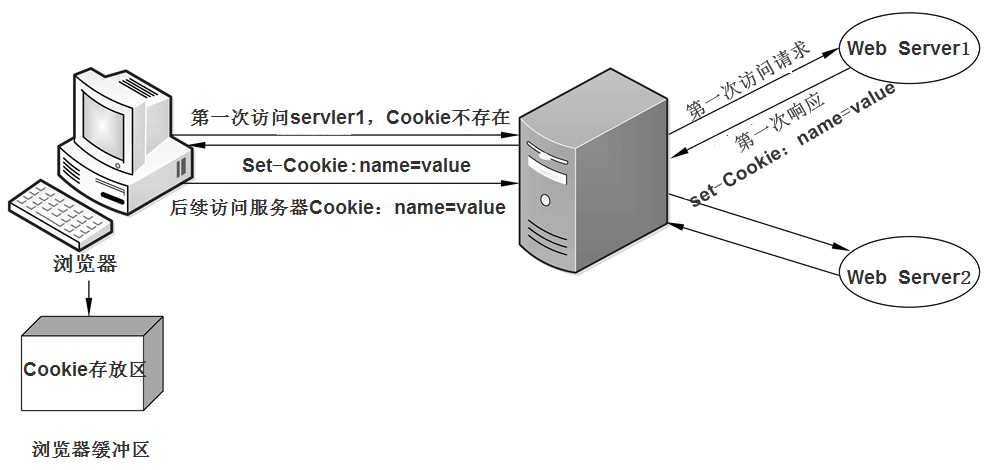 第一次访问servler1，Cookie不存在
Set-Cookie:name=value
后续访问服务器Cookie：name=value
浏览器
Cookie存放区
浏览器缓冲区
第一次访问请求
第一次响应
set-Cookie：name=value
Web Server1
Web Server2